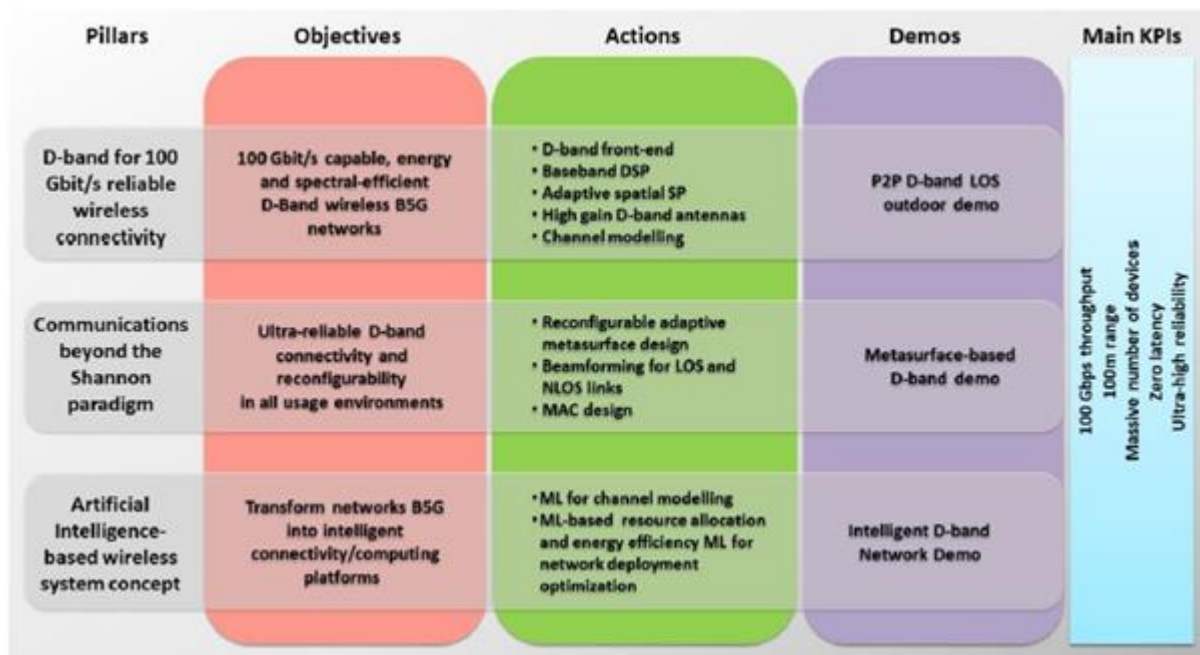 Pillars
Objectives
Actions
Demos
Main KPIs
D-band for 100
Gbit/s reliable
wireless
connectivity
100 Gbit/s capable, energy
and spectral-efficient
D-Band wireless B5G
networks
• D-band front-end
• Baseband DSP
• Adaptive spatial SP
• High gain D-band antennas
• Channel modelling
P2P D-band LOS
outdoor demo
Communications
beyond the
Shannon
paradigm
Ultra-reliable D-band
connectivity and
reconfigurability
in all usage environments
• Reconfigurable adaptive
metasurface design
• Beamforming for LOS and
NLOS links
• MAC design
Metasurface-based
D-band demo
Artificial
Intelligence-
based wireless
system concept
Transform networks B5G
into intelligent
connectivity/computing
platforms
• ML for channel modelling
• ML-based resource allocation
and energy efficiency ML for
network deployment
optimization
Intelligent D-band
Network Demo
100 Gbps throughput
100m range
Massive number of devices
Zero latency
Ultra-high reliability